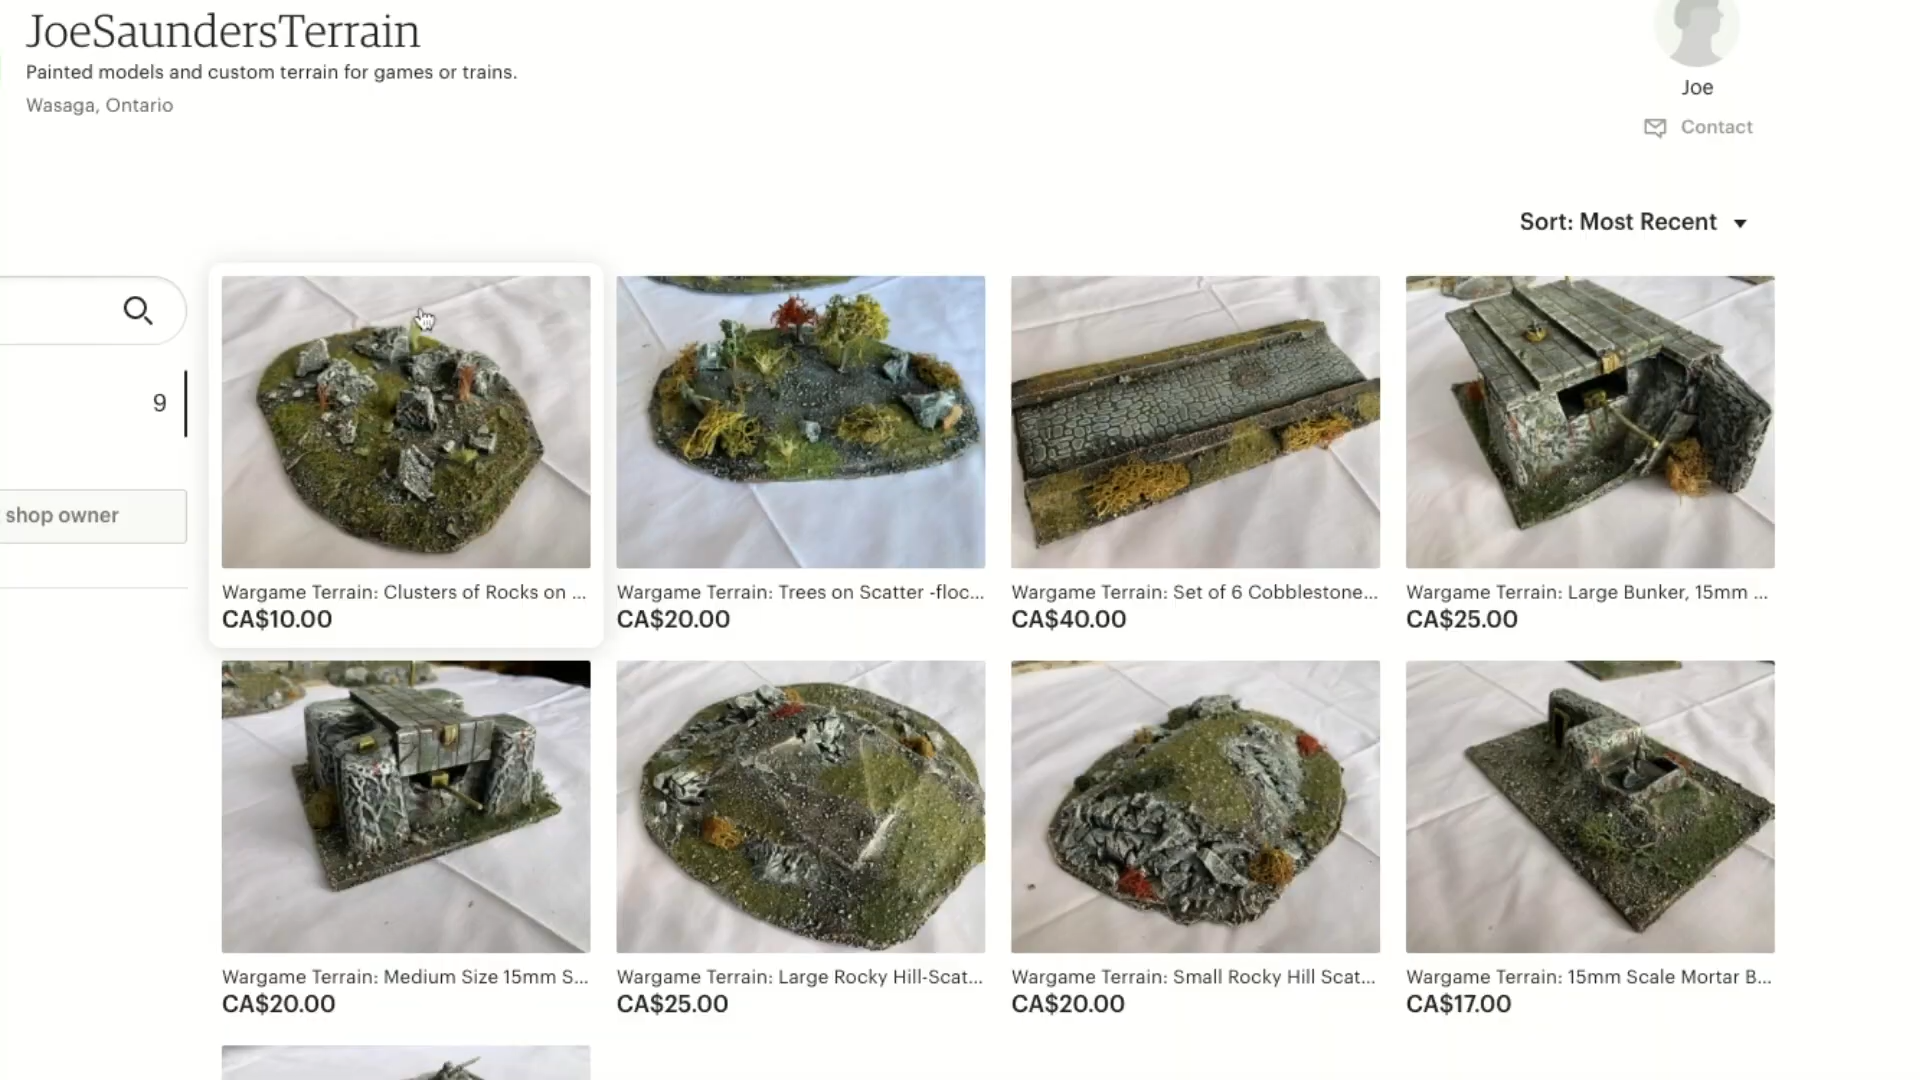 JoeSaundersTerrain
Painted models and custom terrain for games or trains.
Wasaga, Ontario
Joe
Contact
Sort: Most Recent
9
shop owner
Wargame Terrain: Clusters of Rocks on ...
CA$10.00
Wargame Terrain: Trees on Scatter -floc...
CA$20.00
Wargame Terrain: Set of 6 Cobblestone...
CA$40.00
Wargame Terrain: Large Bunker, 15mm ...
CA$25.00
Wargame Terrain: Medium Size 15mm S...
CA$20.00
Wargame Terrain: Large Rocky Hill-Scat...
CA$25.00
Wargame Terrain: Small Rocky Hill Scat...
CA$20.00
Wargame Terrain: 15mm Scale Mortar B...
CA$17.00